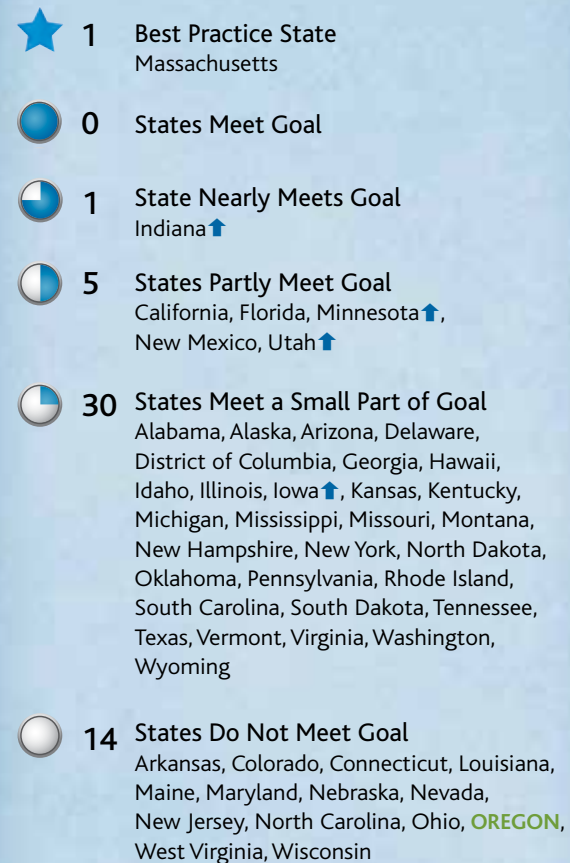 1 Best Practice State
Massachusetts
0 States Meet Goal
1 State Nearly Meets Goal
Indiana⬆
5 States Partly Meet Goal
California, Florida, Minnesota⬆,
New Mexico, Utah⬆
30 States Meet a Small Part of Goal
Alabama, Alaska, Arizona, Delaware,
District of Columbia, Georgia, Hawaii,
Idaho, Illinois, Iowa⬆, Kansas, Kentucky,
Michigan, Mississippi, Missouri, Montana,
New Hampshire, New York, North Dakota,
Oklahoma, Pennsylvania, Rhode Island,
South Carolina, South Dakota, Tennessee,
Texas, Vermont, Virginia, Washington,
Wyoming
14 States Do Not Meet Goal
Arkansas, Colorado, Connecticut, Louisiana,
Maine, Maryland, Nebraska, Nevada,
New Jersey, North Carolina, Ohio, OREGON,
West Virginia, Wisconsin